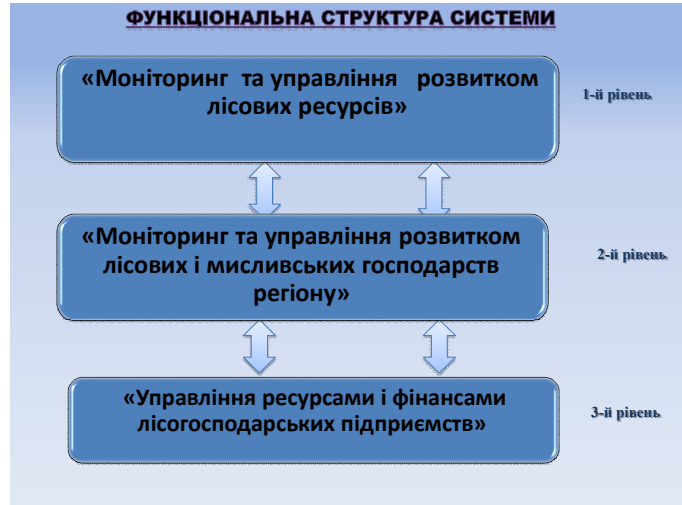 ФУНКЦІОНАЛЬНА СТРУКТУРА СИСТЕМИ
«Моніторинг та управління розвитком
лісових ресурсів»
1-й рівень
«Моніторинг та управління розвитком
лісових і мисливських господарств
регіону»
2-й рівень
«Управління ресурсами і фінансами
лісогосподарських підприємств»
3-й рівень